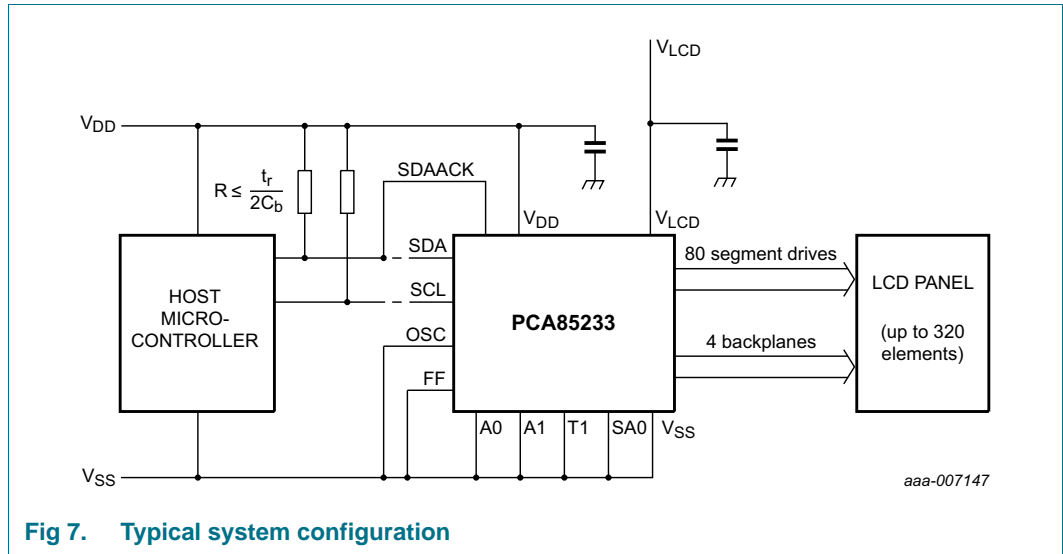 VLCD
VDD
SDAACK
R ≤ tr
2Cb
VDD
VLCD
SDA
80 segment drives
HOST
MICRO-
CONTROLLER
SCL
PCA85233
LCD PANEL
(up to 320
elements)
OSC
4 backplanes
FF
A0 A1 T1 SA0 VSS
VSS
aaa-007147
Fig 7. Typical system configuration